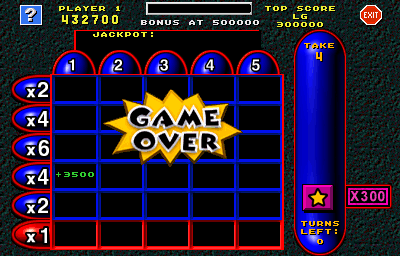 ?
PLAYER 1
432700
BONUS AT 500000
TOP SCORE
LG
300000
EXIT
JACKPOT:
1 2 3 4 5
TAKE
4
x2
x4
x6
x4
x2
x1
GAME
OVER
+3500
X300
TURNS
LEFT:
0